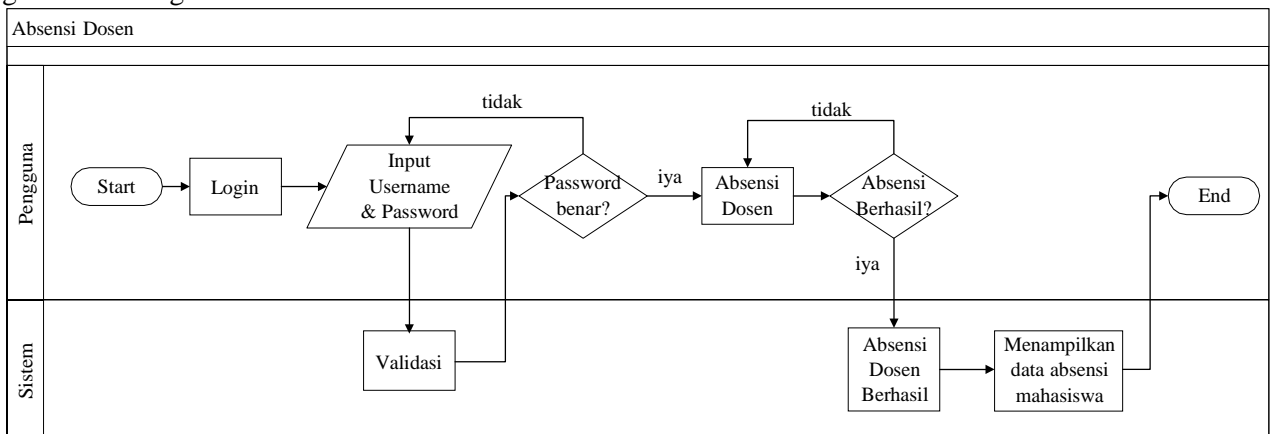 Absensi Dosen
Pengguna
Start
Login
Input
Username
& Password
tidak
Password
benar?
iya
Absensi
Dosen
tidak
Absensi
Berhasil?
iya
End
Sistem
Validasi
Absensi
Dosen
Berhasil
Menampilkan
data absensi
mahasiswa